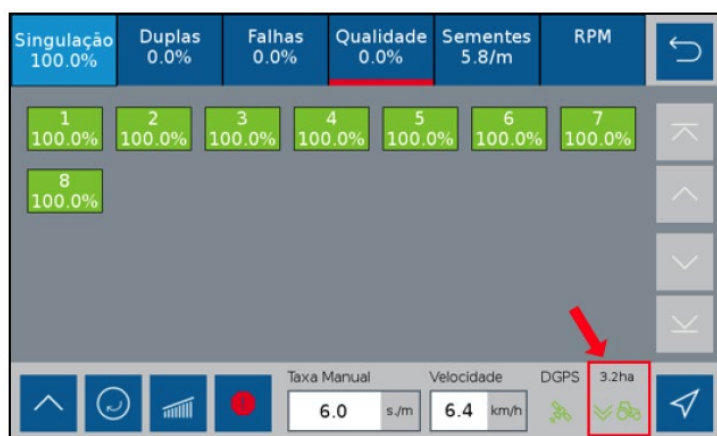 Singulação Duplas Falhas Qualidade Sementes RPM
100.0% 0.0% 0.0% 0.0% 5.8/m
1 2 3 4 5 6 7
100.0% 100.0% 100.0% 100.0% 100.0% 100.0% 100.0%
8
100.0%
Taxa Manual Velocidade DGPS 3.2ha
6.0 s./m 6.4 km/h